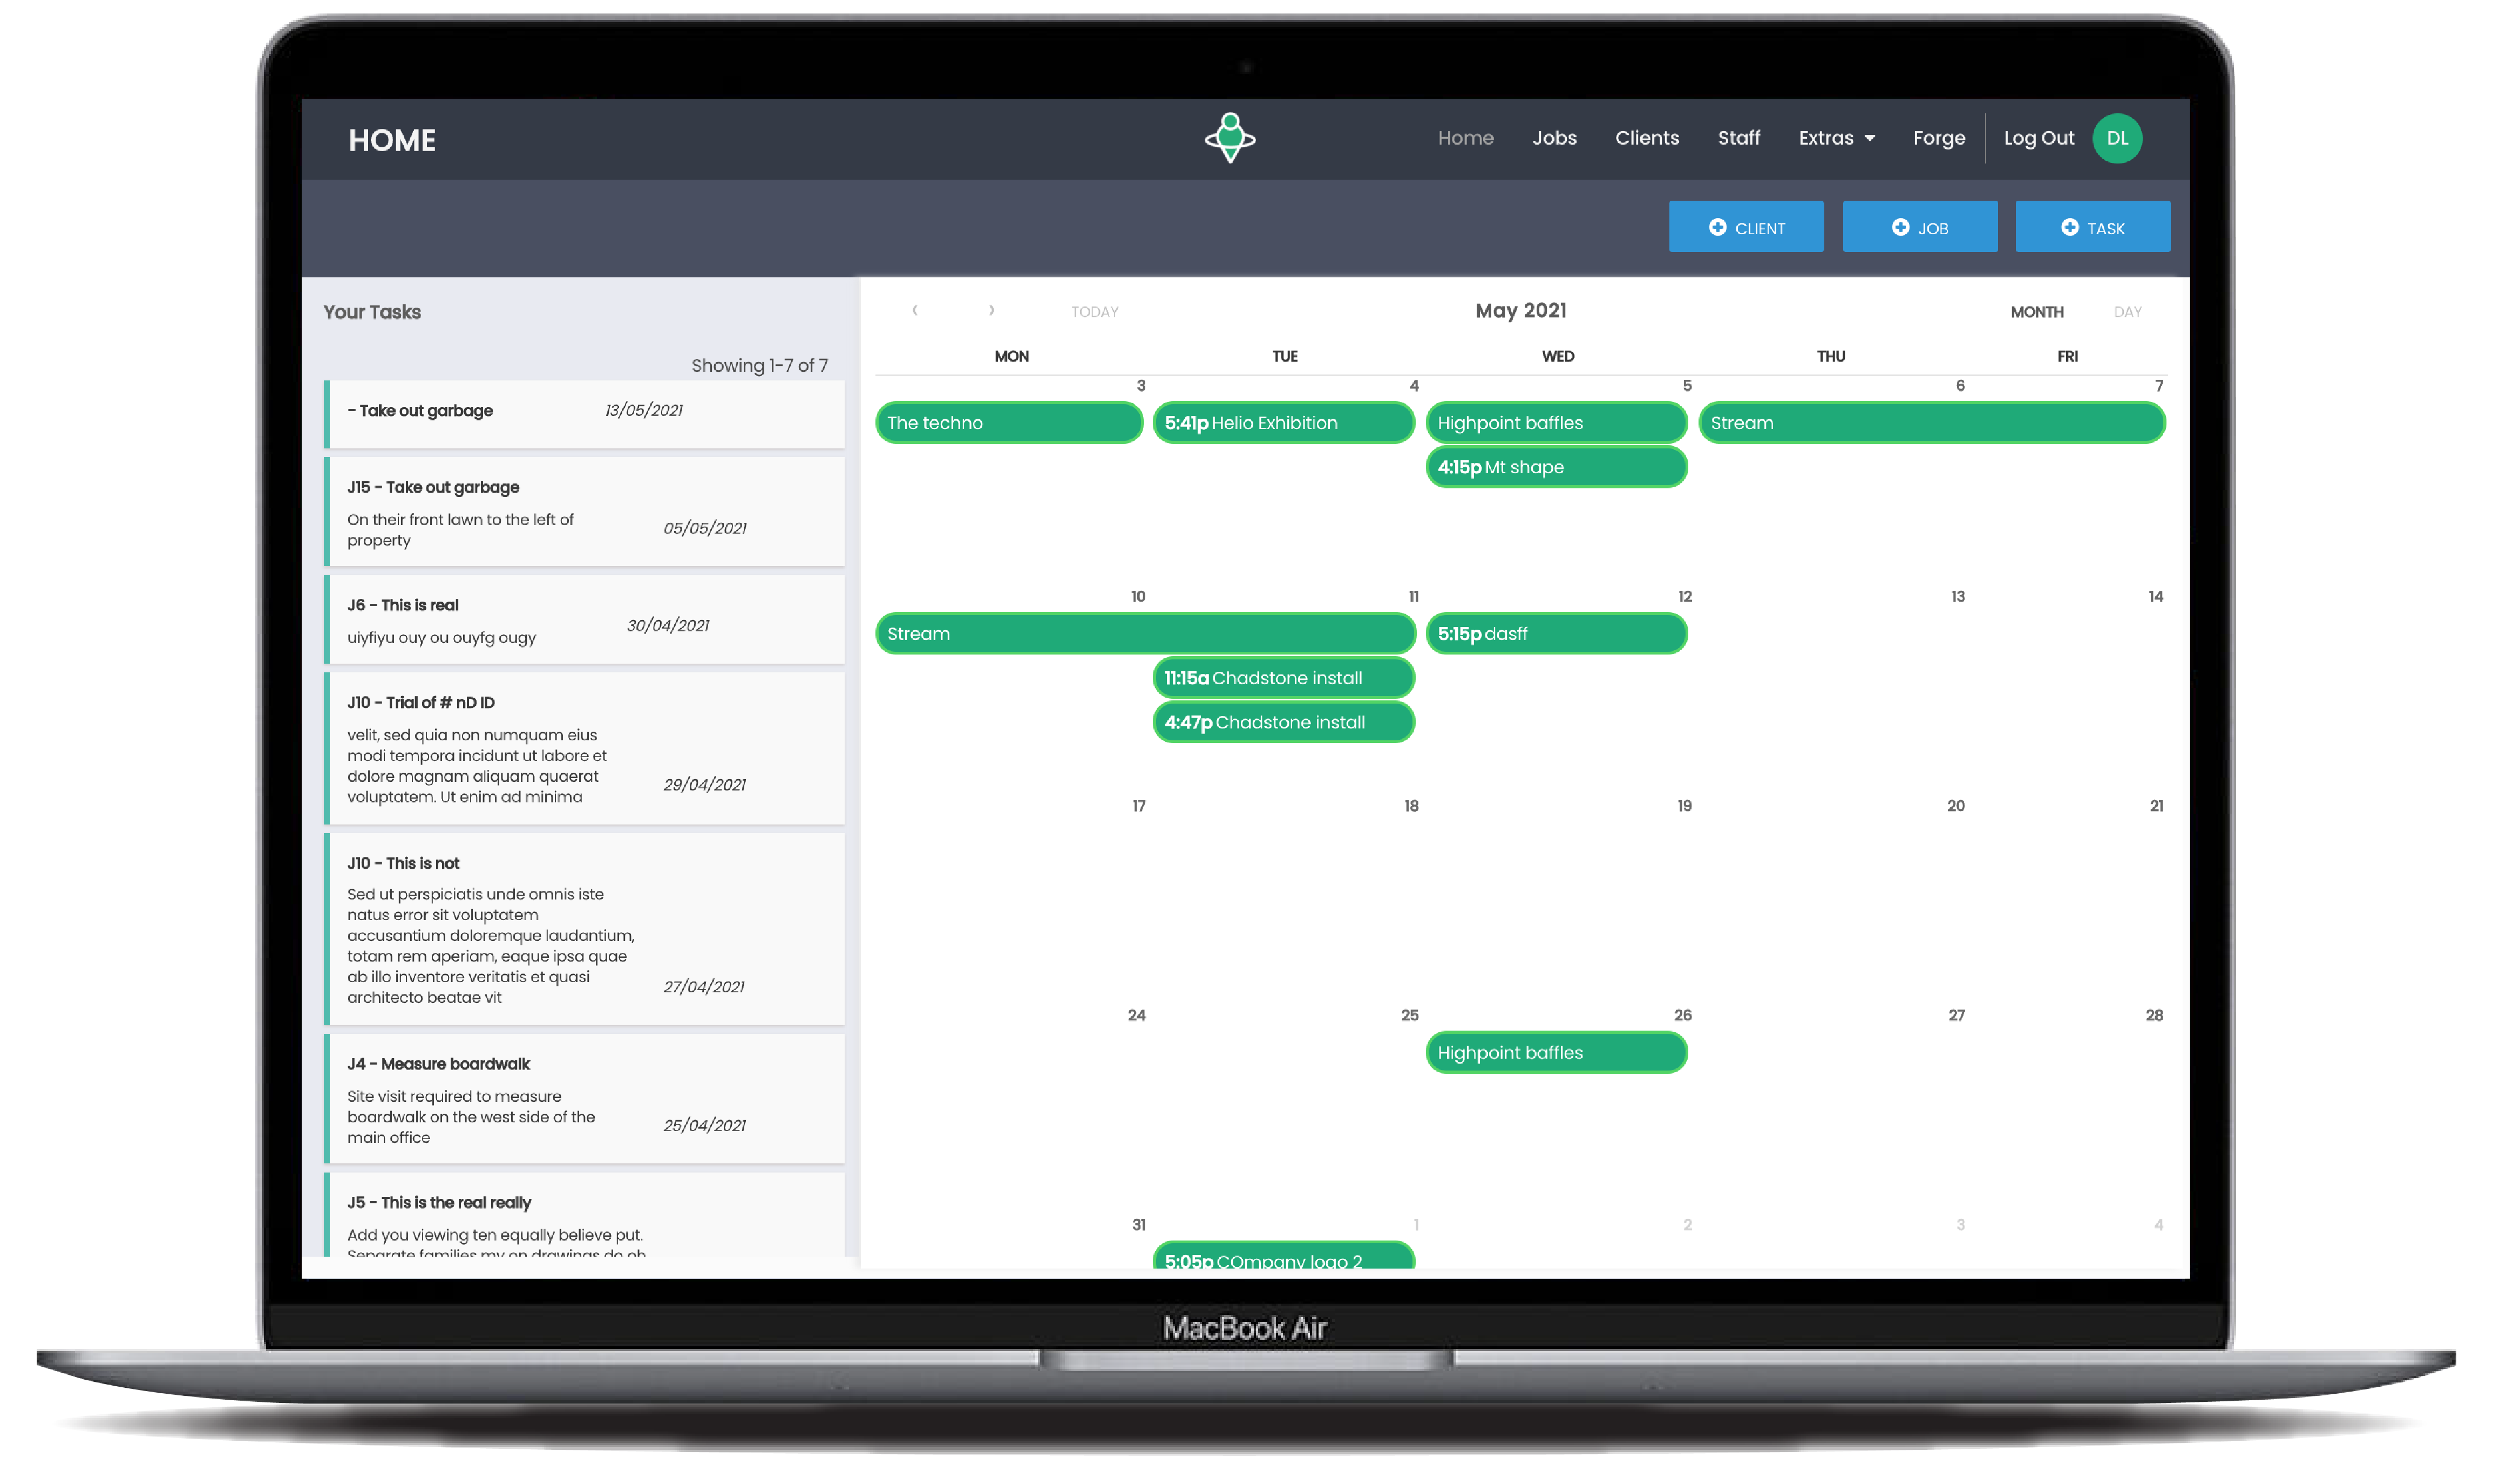 HOME
Home Jobs Clients Staff Extras Forge Log Out DL
CLIENT JOB TASK
Your Tasks
Showing 1-7 of 7
- Take out garbage 13/05/2021
J15 - Take out garbage
On their front lawn to the left of
property
05/05/2021
J6 - This is real
uiyfiyu ouy ou ouyfg ougy
30/04/2021
J10 - Trial of # nD ID
velit, sed quia non numquam eius
modi tempora incidunt ut labore et
dolore magnam aliquam quaerat
voluptatem. Ut enim ad minima
29/04/2021
J10 - This is not
Sed ut perspiciatis unde omnis iste
natus error sit voluptatem
accusantium doloremque laudantium,
totam rem aperiam, eaque ipsa quae
ab illo inventore veritatis et quasi
architecto beatae vit
27/04/2021
J4 - Measure boardwalk
Site visit required to measure
boardwalk on the west side of the
main office
25/04/2021
J5 - This is the real really
Add you viewing ten equally believe put.
Separate families my on drawings do oh
TODAY May 2021 MONTH DAY
MON TUE WED THU FRI
3 4 5 6 7
The techno 5:41p Helio Exhibition Highpoint baffles Stream
4:15p Mt shape
10 11 12 13 14
Stream 5:15p dasff
11:15a Chadstone install
4:47p Chadstone install
17 18 19 20 21
24 25 26 27 28
Highpoint baffles
31 1 2 3 4
5:05p COmpany logo 2
MacBook Air